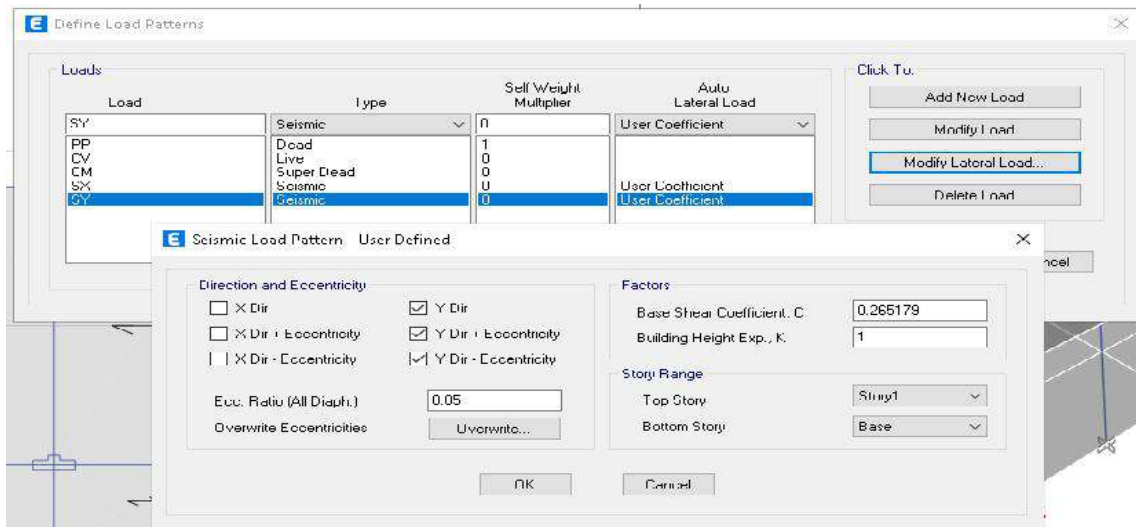 E Define Load Patterns
Loads
Click To:
Load Type Self Weight Multiplier Auto Lateral Load
SY Seismic 0 User Coefficient
PP Dead 1
CV Live 0
CM Super Dead 0
SX Seismic 0 User Coefficient
SY Seismic 0 User Coefficient
Add New Load
Modify Load
Modify Lateral Load...
Delete Load
ncel
E Seismic Load Pattern - User Defined
Direction and Eccentricity
X Dir Y Dir
X Dir + Eccentricity Y Dir + Eccentricity
X Dir - Eccentricity Y Dir - Eccentricity
Ecc. Ratio (All Diaph.) 0.05
Overwrite Eccentricities Overwrite...
Factors
Base Shear Coefficient, C 0.265179
Building Height Exp., K 1
Story Range
Top Story Story1
Bottom Story Base
OK Cancel